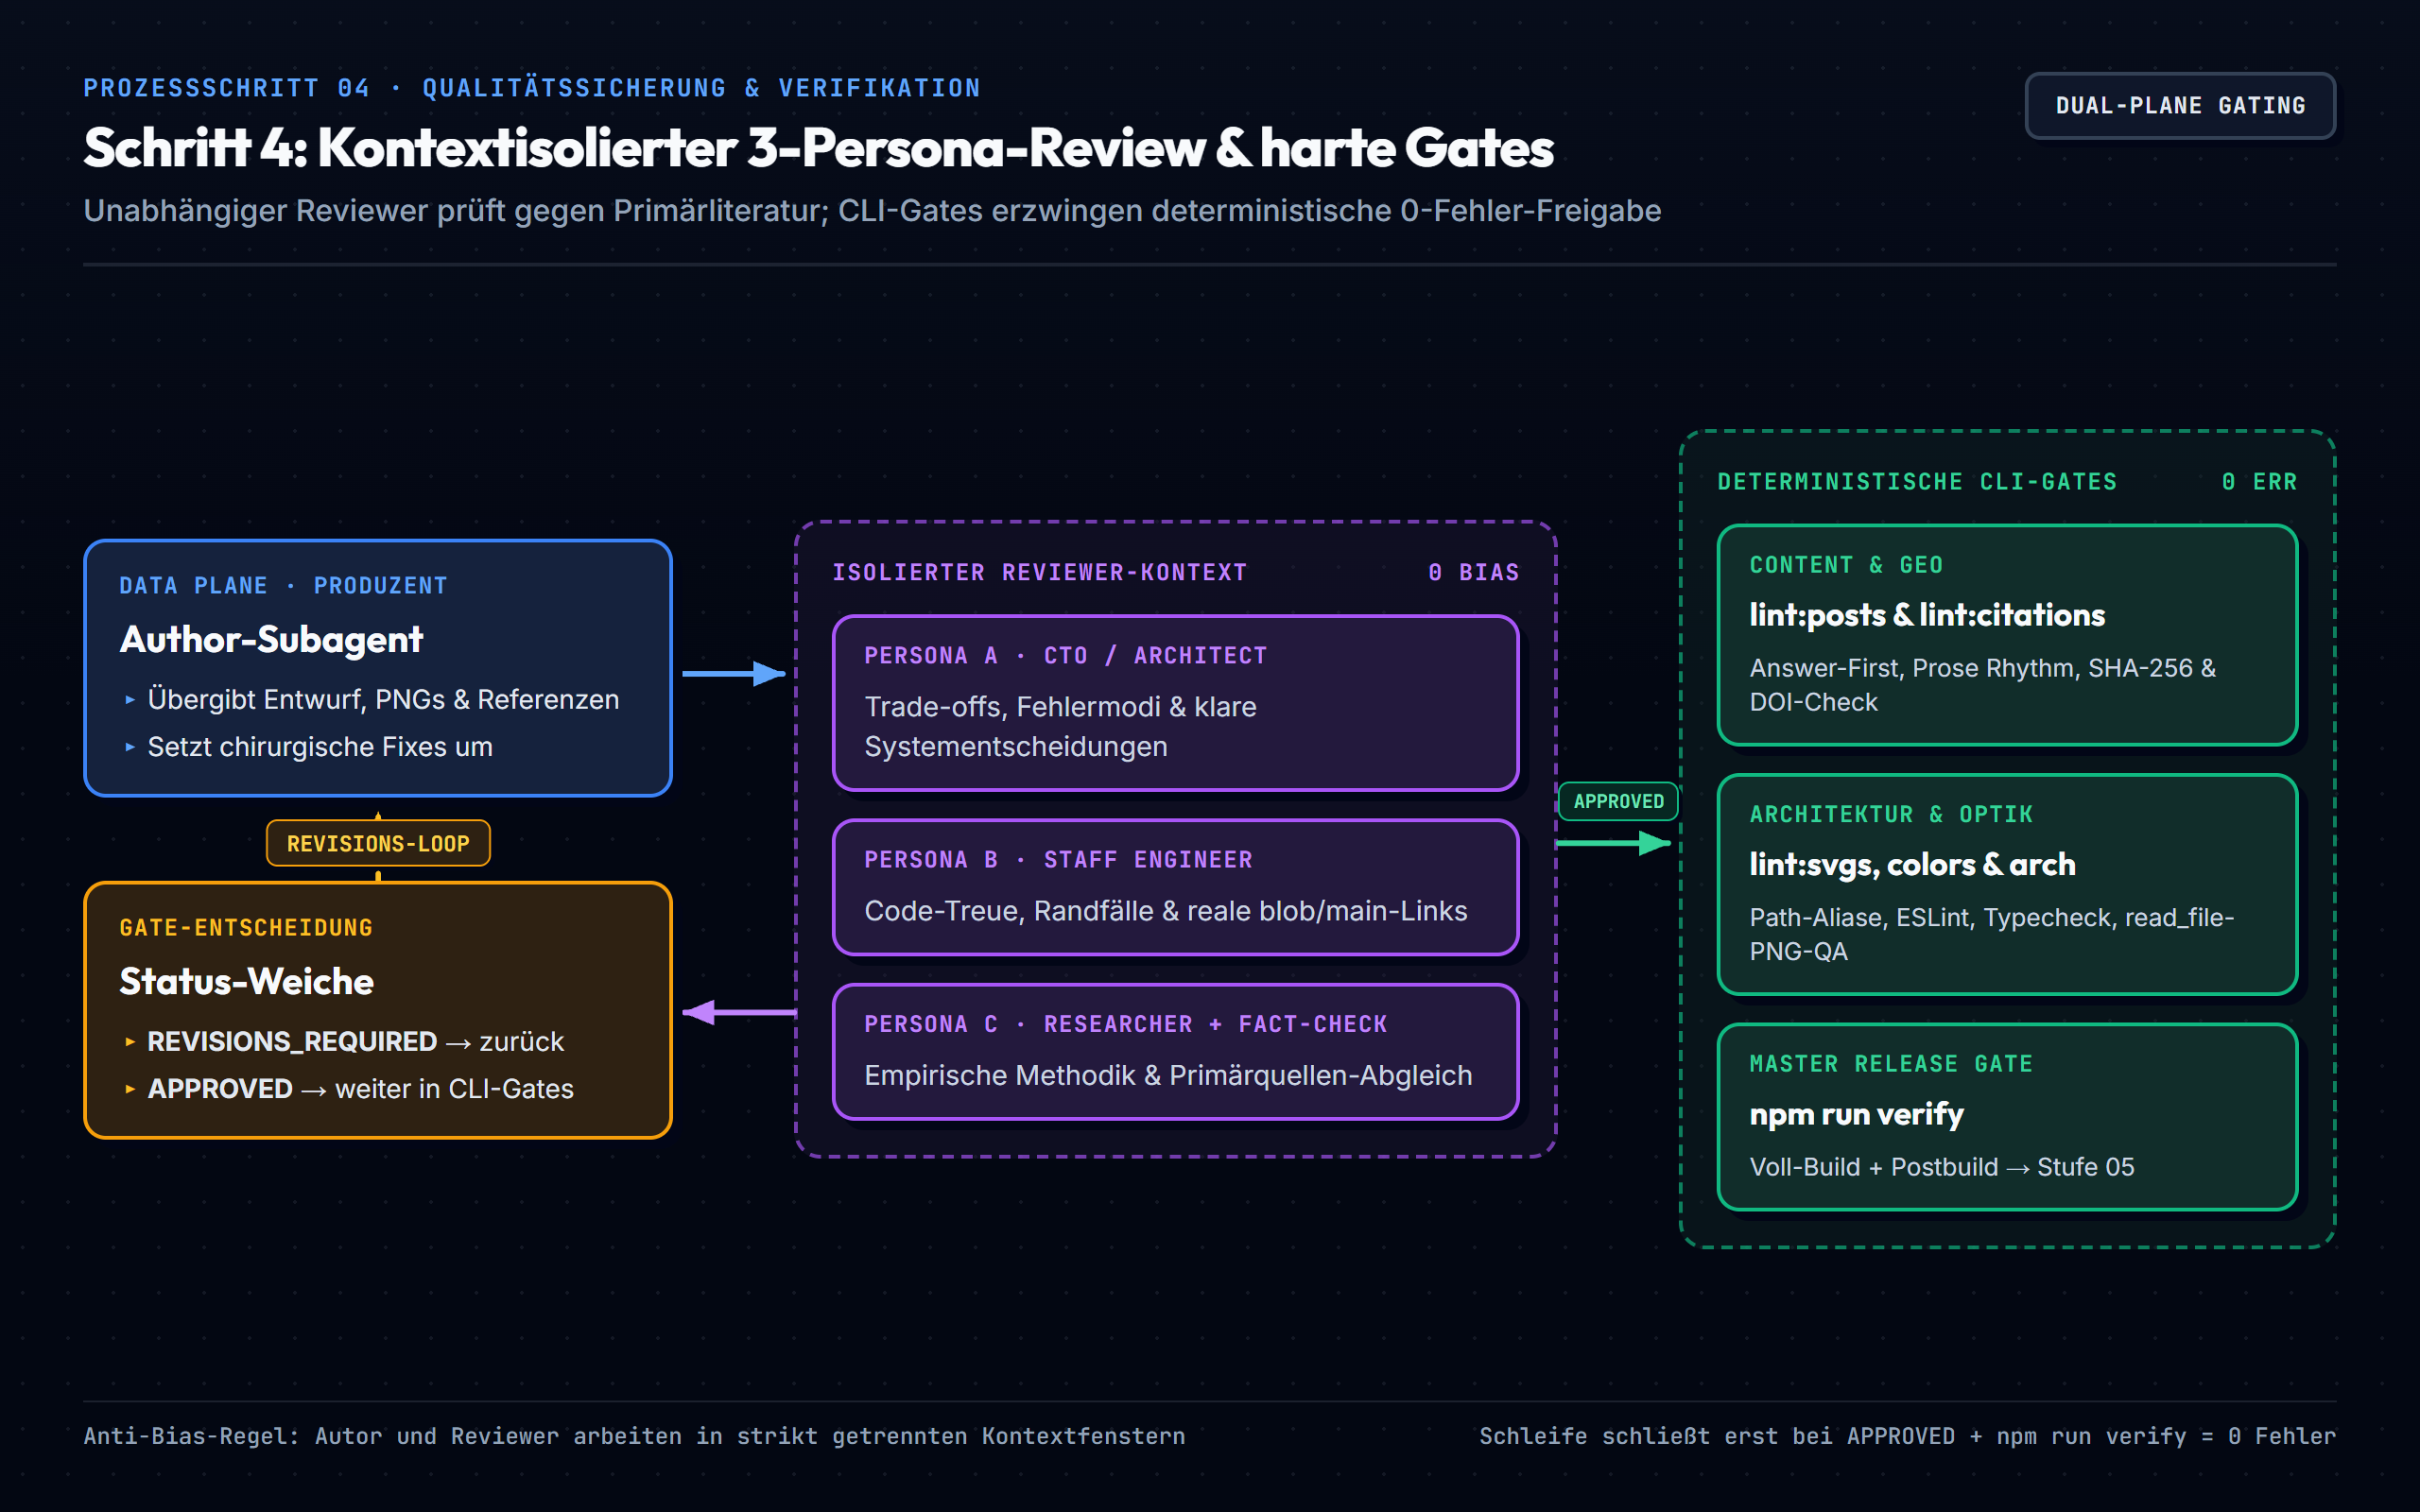 PROZESSSCHRITT 04 · QUALITÄTSSICHERUNG & VERIFIKATION
Schritt 4: Kontextisolierter 3-Persona-Review & harte Gates
Unabhängiger Reviewer prüft gegen Primärliteratur; CLI-Gates erzwingen deterministische 0-Fehler-Freigabe
DUAL-PLANE GATING
DATA PLANE · PRODUZENT
Author-Subagent
▸ Übergibt Entwurf, PNGs & Referenzen
▸ Setzt chirurgische Fixes um
REVISIONS-LOOP
GATE-ENTSCHEIDUNG
Status-Weiche
▸ REVISIONS_REQUIRED → zurück
▸ APPROVED → weiter in CLI-Gates
ISOLIERTER REVIEWER-KONTEXT
0 BIAS
PERSONA A · CTO / ARCHITECT
Trade-offs, Fehlermodi & klare
Systementscheidungen
PERSONA B · STAFF ENGINEER
Code-Treue, Randfälle & reale blob/main-Links
PERSONA C · RESEARCHER + FACT-CHECK
Empirische Methodik & Primärquellen-Abgleich
APPROVED
DETERMINISTISCHE CLI-GATES
0 ERR
CONTENT & GEO
lint:posts & lint:citations
Answer-First, Prose Rhythm, SHA-256 &
DOI-Check
ARCHITEKTUR & OPTIK
lint:svgs, colors & arch
Path-Aliase, ESLint, Typecheck, read_file-
PNG-QA
MASTER RELEASE GATE
npm run verify
Voll-Build + Postbuild → Stufe 05
Anti-Bias-Regel: Autor und Reviewer arbeiten in strikt getrennten Kontextfenstern
Schleife schließt erst bei APPROVED + npm run verify = 0 Fehler